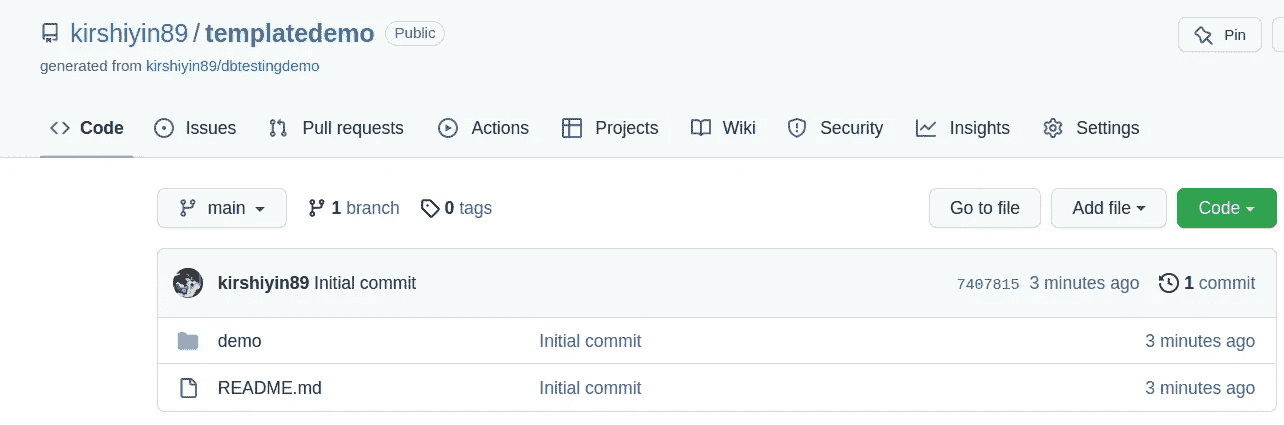 kirshiyin89 / templatedemo Public Pin
generated from kirshiyin89/dbtestingdemo
Code Issues Pull requests Actions Projects Wiki Security Insights Settings
main 1 branch 0 tags Go to file Add file Code
kirshiyin89 Initial commit 7407815 3 minutes ago 1 commit
demo Initial commit 3 minutes ago
README.md Initial commit 3 minutes ago